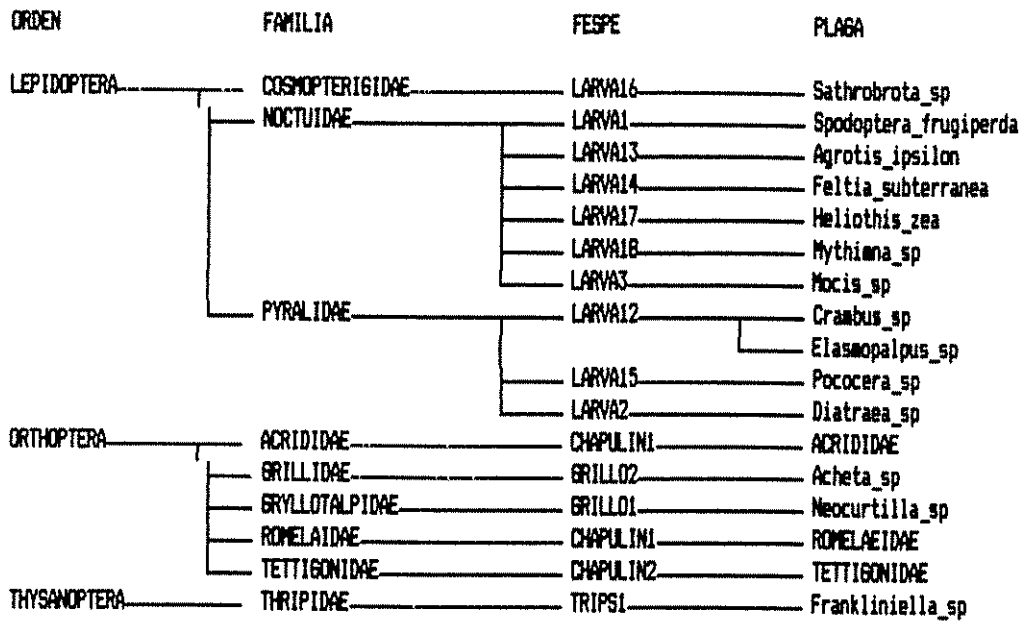 ORDEN FAMILIA FESPE PLAGA
LEPIDOPTERA COSMOPTERIGIDAE LARVA16 Sathrobrota_sp
NOCTUIDAE LARVA1 Spodoptera_frugiperda
LARVA13 Agrotis_ipsilon
LARVA14 Feltia_subterranea
LARVA17 Heliothis_zea
LARVA18 Mythimna_sp
LARVA3 Mocis_sp
PYRALIDAE LARVA12 Crambus_sp
Elasmopalpus_sp
LARVA15 Pococera_sp
LARVA2 Diatraea_sp
ORTHOPTERA ACRIDIDAE CHAPULIN1 ACRIDIDAE
GRILLIDAE GRILLO2 Acheta_sp
GRYLLOTALPIDAE GRILLO1 Neocurtilla_sp
ROMELAIDAE CHAPULIN1 ROMELAEIDAE
TETTIGONIDAE CHAPULIN2 TETTIGONIDAE
THYSANOPTERA THRIPIDAE TRIPS1 Frankliniella_sp